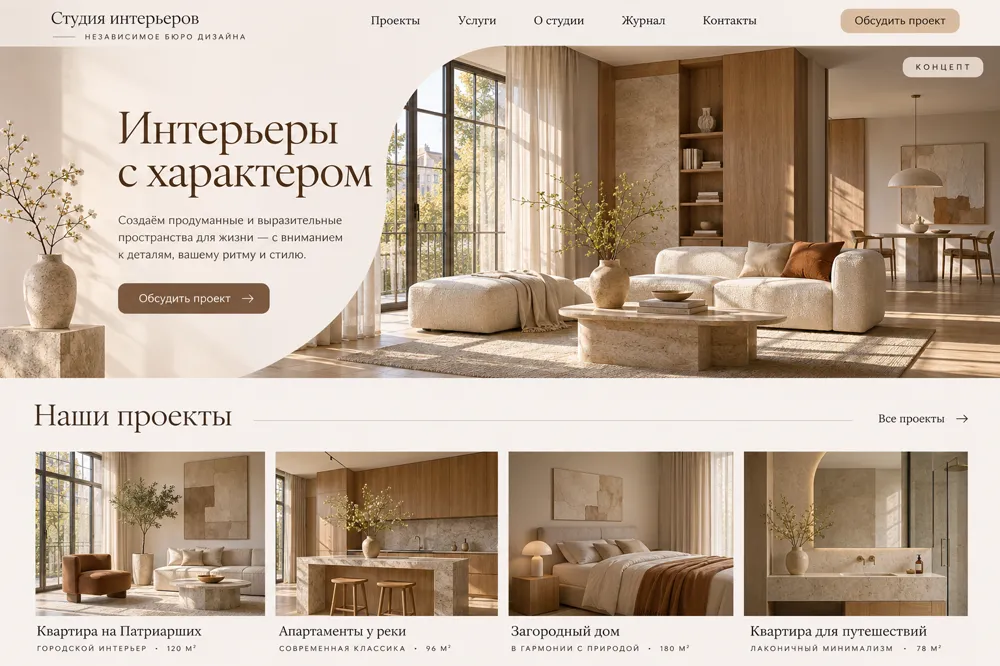 Студия интерьеров
НЕЗАВИСИМОЕ БЮРО ДИЗАЙНА
Проекты
Услуги
О студии
Журнал
Контакты
Обсудить проект
КОНЦЕПТ
Интерьеры
с характером
Создаём продуманные и выразительные
пространства для жизни — с вниманием
к деталям, вашему ритму и стилю.
Обсудить проект →
Наши проекты
Все проекты →
Квартира на Патриарших
ГОРОДСКОЙ ИНТЕРЬЕР • 120 М²
Апартаменты у реки
СОВРЕМЕННАЯ КЛАССИКА • 96 М²
Загородный дом
В ГАРМОНИИ С ПРИРОДОЙ • 180 М²
Квартира для путешествий
ЛАКОНИЧНЫЙ МИНИМАЛИЗМ • 78 М²